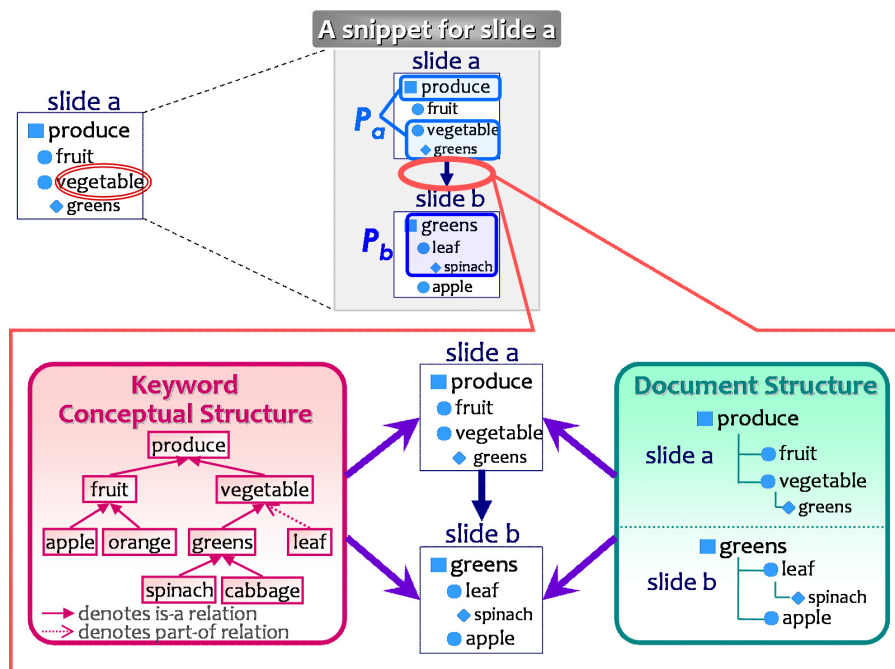 A snippet for slide a
slide a
produce
fruit
vegetable
greens
slide a
produce
fruit
vegetable
greens
Pa
slide b
greens
leaf
spinach
apple
Pb
Keyword
Conceptual Structure
produce
fruit
vegetable
apple
orange
greens
leaf
spinach
cabbage
denotes is-a relation
denotes part-of relation
slide a
produce
fruit
vegetable
greens
slide b
greens
leaf
spinach
apple
Document Structure
produce
slide a
fruit
vegetable
greens
greens
slide b
leaf
spinach
apple